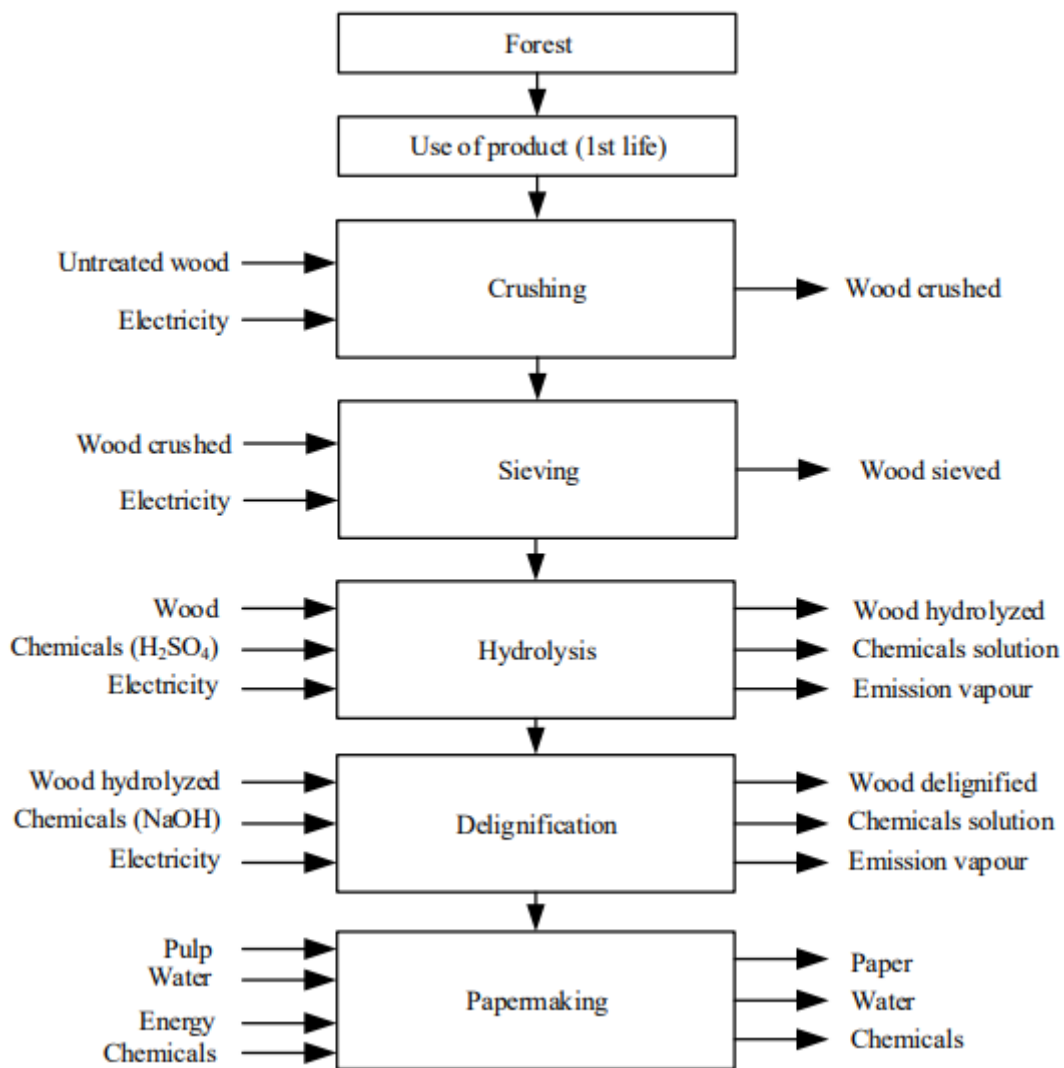 Forest
Use of product (1st life)
Untreated wood
Electricity
Crushing
Wood crushed
Wood crushed
Electricity
Sieving
Wood sieved
Wood
Chemicals (H₂SO₄)
Electricity
Hydrolysis
Wood hydrolyzed
Chemicals solution
Emission vapour
Wood hydrolyzed
Chemicals (NaOH)
Electricity
Delignification
Wood delignified
Chemicals solution
Emission vapour
Pulp
Water
Energy
Chemicals
Papermaking
Paper
Water
Chemicals